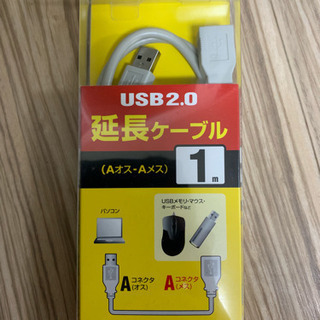 USB2.0
延長ケーブル
(Aオス-Aメス)
1m
パソコン
USBメモリ・マウス・
キーボードなど
Aコネクタ
(オス)
Aコネクタ
(メス)